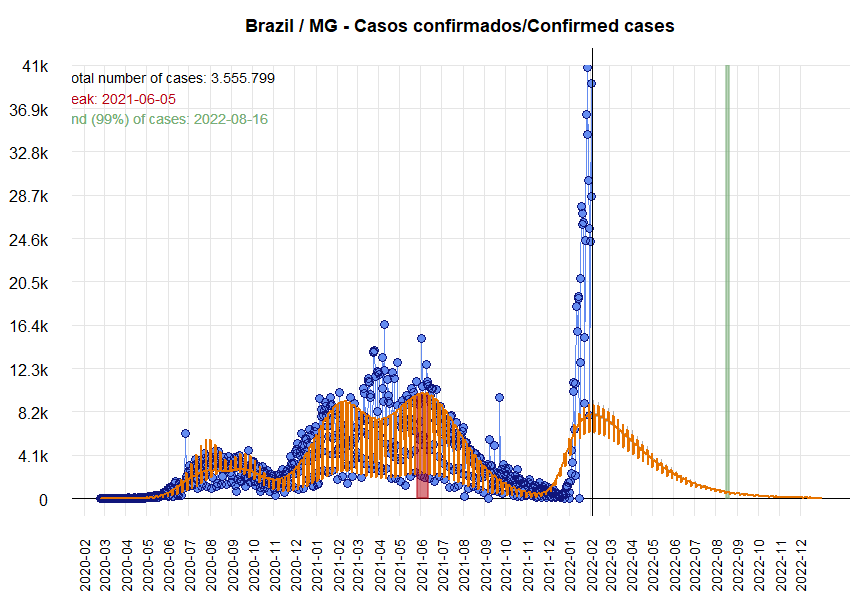 Brazil / MG - Casos confirmados/Confirmed cases
otal number of cases: 3.555.799
eak: 2021-06-05
nd (99%) of cases: 2022-08-16
41k
36.9k
32.8k
28.7k
24.6k
20.5k
16.4k
12.3k
8.2k
4.1k
0
2020-02
2020-03
2020-04
2020-05
2020-06
2020-07
2020-08
2020-09
2020-10
2020-11
2020-12
2021-01
2021-02
2021-03
2021-04
2021-05
2021-06
2021-07
2021-08
2021-09
2021-10
2021-11
2021-12
2022-01
2022-02
2022-03
2022-04
2022-05
2022-06
2022-07
2022-08
2022-09
2022-10
2022-11
2022-12